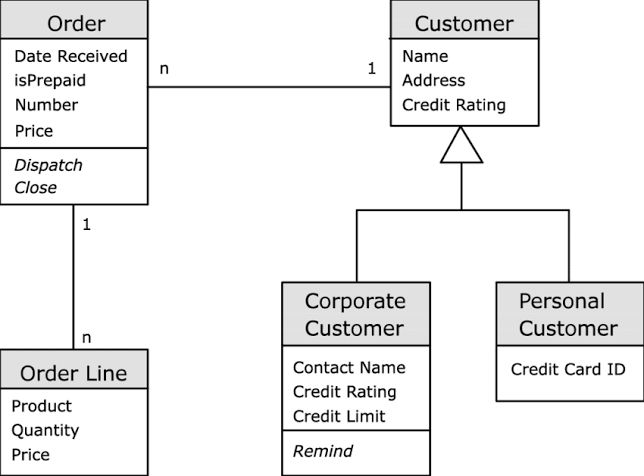 Order
Date Received
isPrepaid
Number
Price
Dispatch
Close
n
1
Customer
Name
Address
Credit Rating
1
n
Order Line
Product
Quantity
Price
Corporate
Customer
Contact Name
Credit Rating
Credit Limit
Remind
Personal
Customer
Credit Card ID